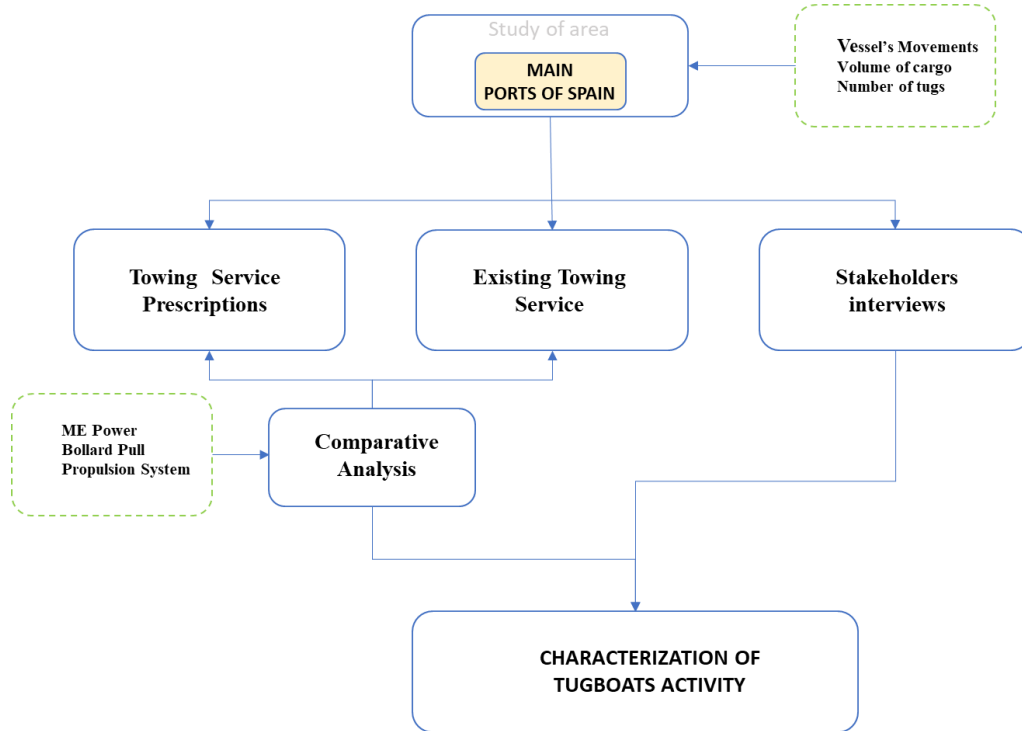 Study of area
MAIN
PORTS OF SPAIN
Vessel's Movements
Volume of cargo
Number of tugs
Towing Service
Prescriptions
Existing Towing
Service
Stakeholders
interviews
ME Power
Bollard Pull
Propulsion System
Comparative
Analysis
CHARACTERIZATION OF
TUGBOATS ACTIVITY